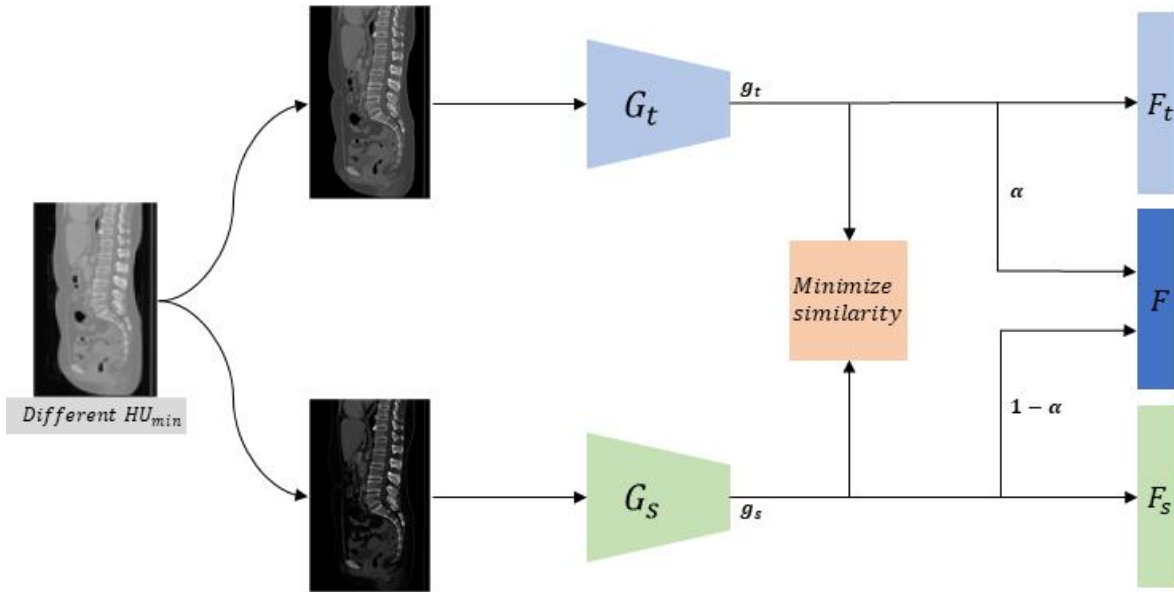 G_t
g_t
F_t
α
Minimize
similarity
F
Different HU_min
1 − α
G_s
g_s
F_s